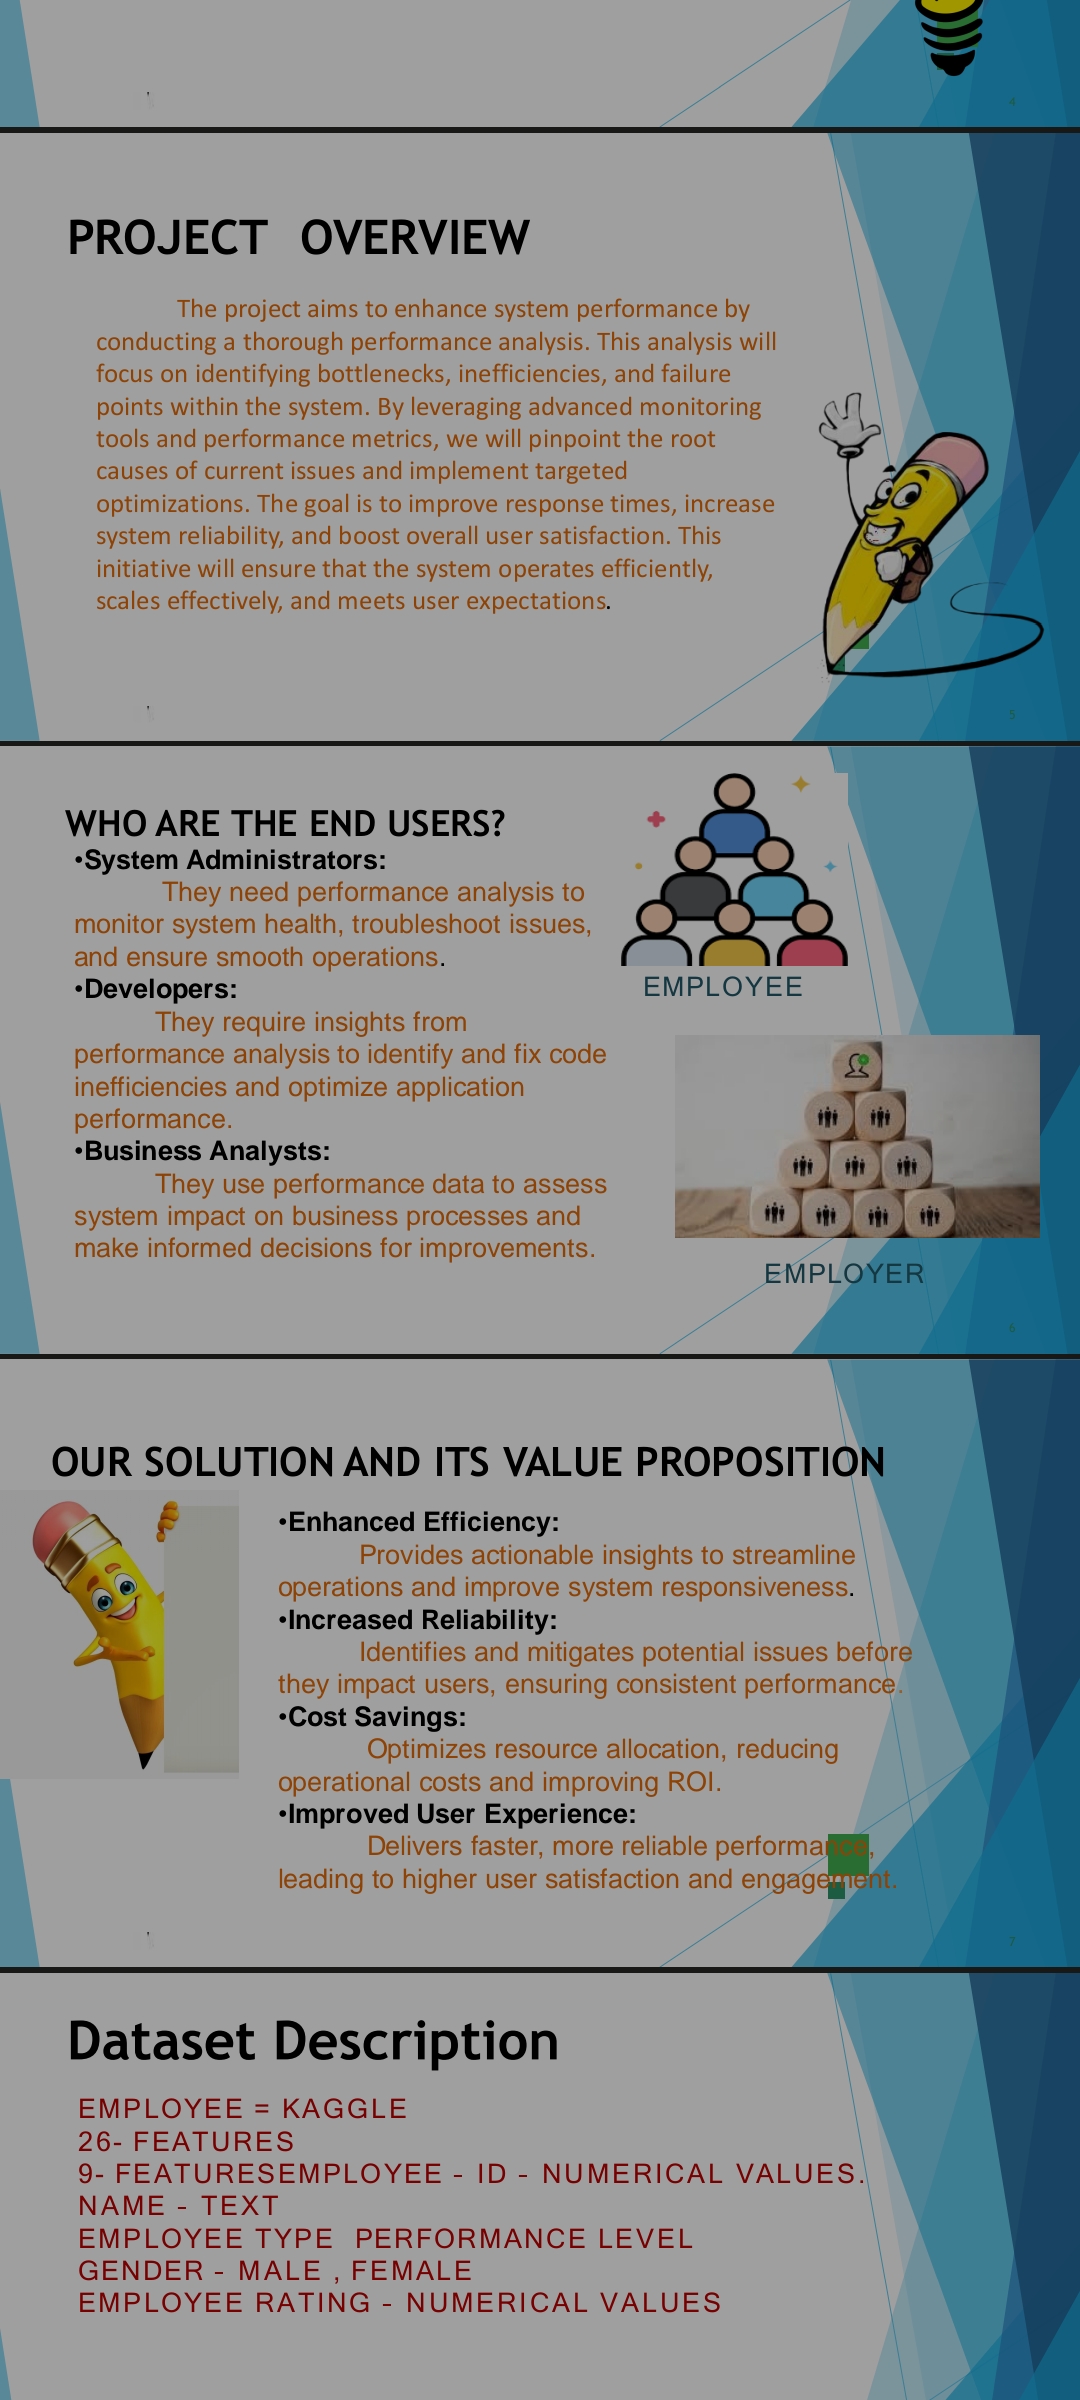 4
PROJECT OVERVIEW
The project aims to enhance system performance by
conducting a thorough performance analysis. This analysis will
focus on identifying bottlenecks, inefficiencies, and failure
points within the system. By leveraging advanced monitoring
tools and performance metrics, we will pinpoint the root
causes of current issues and implement targeted
optimizations. The goal is to improve response times, increase
system reliability, and boost overall user satisfaction. This
initiative will ensure that the system operates efficiently,
scales effectively, and meets user expectations.
5
WHO ARE THE END USERS?
•System Administrators:
They need performance analysis to
monitor system health, troubleshoot issues,
and ensure smooth operations.
•Developers:
They require insights from
performance analysis to identify and fix code
inefficiencies and optimize application
performance.
•Business Analysts:
They use performance data to assess
system impact on business processes and
make informed decisions for improvements.
EMPLOYEE
EMPLOYER
6
OUR SOLUTION AND ITS VALUE PROPOSITION
•Enhanced Efficiency:
Provides actionable insights to streamline
operations and improve system responsiveness.
•Increased Reliability:
Identifies and mitigates potential issues before
they impact users, ensuring consistent performance.
•Cost Savings:
Optimizes resource allocation, reducing
operational costs and improving ROI.
•Improved User Experience:
Delivers faster, more reliable performance,
leading to higher user satisfaction and engagement.
7
Dataset Description
EMPLOYEE = KAGGLE
26- FEATURES
9- FEATURESEMPLOYEE - ID - NUMERICAL VALUES.
NAME - TEXT
EMPLOYEE TYPE PERFORMANCE LEVEL
GENDER - MALE , FEMALE
EMPLOYEE RATING - NUMERICAL VALUES